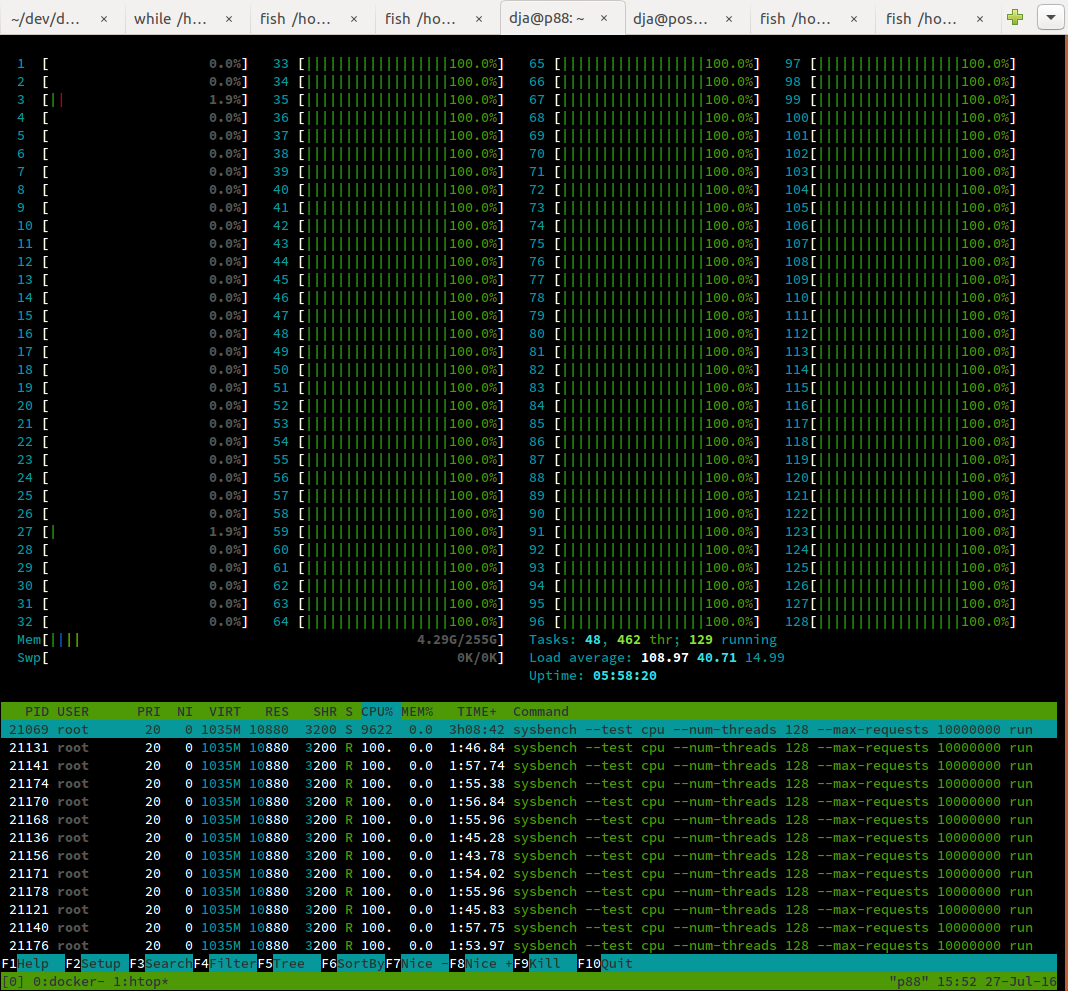 ~/dev/d... × while /h... × fish /ho... × fish /ho... × dja@p88: ~ × dja@pos... × fish /ho... × fish /ho... ×
1 [ 0.0%] 33 [||||||||||||||||||100.0%] 65 [||||||||||||||||||100.0%] 97 [||||||||||||||||||100.0%]
2 [ 0.0%] 34 [||||||||||||||||||100.0%] 66 [||||||||||||||||||100.0%] 98 [||||||||||||||||||100.0%]
3 [|| 1.9%] 35 [||||||||||||||||||100.0%] 67 [||||||||||||||||||100.0%] 99 [||||||||||||||||||100.0%]
4 [ 0.0%] 36 [||||||||||||||||||100.0%] 68 [||||||||||||||||||100.0%] 100[||||||||||||||||||100.0%]
5 [ 0.0%] 37 [||||||||||||||||||100.0%] 69 [||||||||||||||||||100.0%] 101[||||||||||||||||||100.0%]
6 [ 0.0%] 38 [||||||||||||||||||100.0%] 70 [||||||||||||||||||100.0%] 102[||||||||||||||||||100.0%]
7 [ 0.0%] 39 [||||||||||||||||||100.0%] 71 [||||||||||||||||||100.0%] 103[||||||||||||||||||100.0%]
8 [ 0.0%] 40 [||||||||||||||||||100.0%] 72 [||||||||||||||||||100.0%] 104[||||||||||||||||||100.0%]
9 [ 0.0%] 41 [||||||||||||||||||100.0%] 73 [||||||||||||||||||100.0%] 105[||||||||||||||||||100.0%]
10 [ 0.0%] 42 [||||||||||||||||||100.0%] 74 [||||||||||||||||||100.0%] 106[||||||||||||||||||100.0%]
11 [ 0.0%] 43 [||||||||||||||||||100.0%] 75 [||||||||||||||||||100.0%] 107[||||||||||||||||||100.0%]
12 [ 0.0%] 44 [||||||||||||||||||100.0%] 76 [||||||||||||||||||100.0%] 108[||||||||||||||||||100.0%]
13 [ 0.0%] 45 [||||||||||||||||||100.0%] 77 [||||||||||||||||||100.0%] 109[||||||||||||||||||100.0%]
14 [ 0.0%] 46 [||||||||||||||||||100.0%] 78 [||||||||||||||||||100.0%] 110[||||||||||||||||||100.0%]
15 [ 0.0%] 47 [||||||||||||||||||100.0%] 79 [||||||||||||||||||100.0%] 111[||||||||||||||||||100.0%]
16 [ 0.0%] 48 [||||||||||||||||||100.0%] 80 [||||||||||||||||||100.0%] 112[||||||||||||||||||100.0%]
17 [ 0.0%] 49 [||||||||||||||||||100.0%] 81 [||||||||||||||||||100.0%] 113[||||||||||||||||||100.0%]
18 [ 0.0%] 50 [||||||||||||||||||100.0%] 82 [||||||||||||||||||100.0%] 114[||||||||||||||||||100.0%]
19 [ 0.0%] 51 [||||||||||||||||||100.0%] 83 [||||||||||||||||||100.0%] 115[||||||||||||||||||100.0%]
20 [ 0.0%] 52 [||||||||||||||||||100.0%] 84 [||||||||||||||||||100.0%] 116[||||||||||||||||||100.0%]
21 [ 0.0%] 53 [||||||||||||||||||100.0%] 85 [||||||||||||||||||100.0%] 117[||||||||||||||||||100.0%]
22 [ 0.0%] 54 [||||||||||||||||||100.0%] 86 [||||||||||||||||||100.0%] 118[||||||||||||||||||100.0%]
23 [ 0.0%] 55 [||||||||||||||||||100.0%] 87 [||||||||||||||||||100.0%] 119[||||||||||||||||||100.0%]
24 [ 0.0%] 56 [||||||||||||||||||100.0%] 88 [||||||||||||||||||100.0%] 120[||||||||||||||||||100.0%]
25 [ 0.0%] 57 [||||||||||||||||||100.0%] 89 [||||||||||||||||||100.0%] 121[||||||||||||||||||100.0%]
26 [ 0.0%] 58 [||||||||||||||||||100.0%] 90 [||||||||||||||||||100.0%] 122[||||||||||||||||||100.0%]
27 [| 1.9%] 59 [||||||||||||||||||100.0%] 91 [||||||||||||||||||100.0%] 123[||||||||||||||||||100.0%]
28 [ 0.0%] 60 [||||||||||||||||||100.0%] 92 [||||||||||||||||||100.0%] 124[||||||||||||||||||100.0%]
29 [ 0.0%] 61 [||||||||||||||||||100.0%] 93 [||||||||||||||||||100.0%] 125[||||||||||||||||||100.0%]
30 [ 0.0%] 62 [||||||||||||||||||100.0%] 94 [||||||||||||||||||100.0%] 126[||||||||||||||||||100.0%]
31 [ 0.0%] 63 [||||||||||||||||||100.0%] 95 [||||||||||||||||||100.0%] 127[||||||||||||||||||100.0%]
32 [ 0.0%] 64 [||||||||||||||||||100.0%] 96 [||||||||||||||||||100.0%] 128[||||||||||||||||||100.0%]
Mem[|||| 4.29G/255G] Tasks: 48, 462 thr; 129 running
Swp[ 0K/0K] Load average: 108.97 40.71 14.99
Uptime: 05:58:20
PID USER PRI NI VIRT RES SHR S CPU% MEM% TIME+ Command
21069 root 20 0 1035M 10880 3200 S 9622 0.0 3h08:42 sysbench --test cpu --num-threads 128 --max-requests 10000000 run
21131 root 20 0 1035M 10880 3200 R 100. 0.0 1:46.84 sysbench --test cpu --num-threads 128 --max-requests 10000000 run
21141 root 20 0 1035M 10880 3200 R 100. 0.0 1:57.74 sysbench --test cpu --num-threads 128 --max-requests 10000000 run
21174 root 20 0 1035M 10880 3200 R 100. 0.0 1:55.38 sysbench --test cpu --num-threads 128 --max-requests 10000000 run
21170 root 20 0 1035M 10880 3200 R 100. 0.0 1:56.84 sysbench --test cpu --num-threads 128 --max-requests 10000000 run
21168 root 20 0 1035M 10880 3200 R 100. 0.0 1:55.96 sysbench --test cpu --num-threads 128 --max-requests 10000000 run
21136 root 20 0 1035M 10880 3200 R 100. 0.0 1:45.28 sysbench --test cpu --num-threads 128 --max-requests 10000000 run
21156 root 20 0 1035M 10880 3200 R 100. 0.0 1:43.78 sysbench --test cpu --num-threads 128 --max-requests 10000000 run
21171 root 20 0 1035M 10880 3200 R 100. 0.0 1:54.02 sysbench --test cpu --num-threads 128 --max-requests 10000000 run
21178 root 20 0 1035M 10880 3200 R 100. 0.0 1:55.96 sysbench --test cpu --num-threads 128 --max-requests 10000000 run
21121 root 20 0 1035M 10880 3200 R 100. 0.0 1:45.83 sysbench --test cpu --num-threads 128 --max-requests 10000000 run
21140 root 20 0 1035M 10880 3200 R 100. 0.0 1:57.75 sysbench --test cpu --num-threads 128 --max-requests 10000000 run
21176 root 20 0 1035M 10880 3200 R 100. 0.0 1:53.97 sysbench --test cpu --num-threads 128 --max-requests 10000000 run
F1Help F2Setup F3SearchF4FilterF5Tree F6SortByF7Nice -F8Nice +F9Kill F10Quit
[0] 0:docker- 1:htop* "p88" 15:52 27-Jul-16